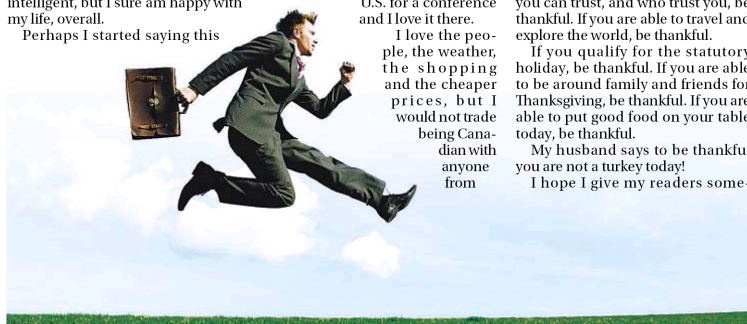 intelligent, but I sure am happy with
my life, overall.
Perhaps I started saying this
U.S. for a conference
and I love it there.
I love the peo-
ple, the weather,
the shopping
and the cheaper
prices, but I
would not trade
being Cana-
dian with
anyone
from
you can trust, and who trust you, be
thankful. If you are able to travel and
explore the world, be thankful.
If you qualify for the statutory
holiday, be thankful. If you are able
to be around family and friends for
Thanksgiving, be thankful. If you are
able to put good food on your table
today, be thankful.
My husband says to be thankful
you are not a turkey today!
I hope I give my readers some-